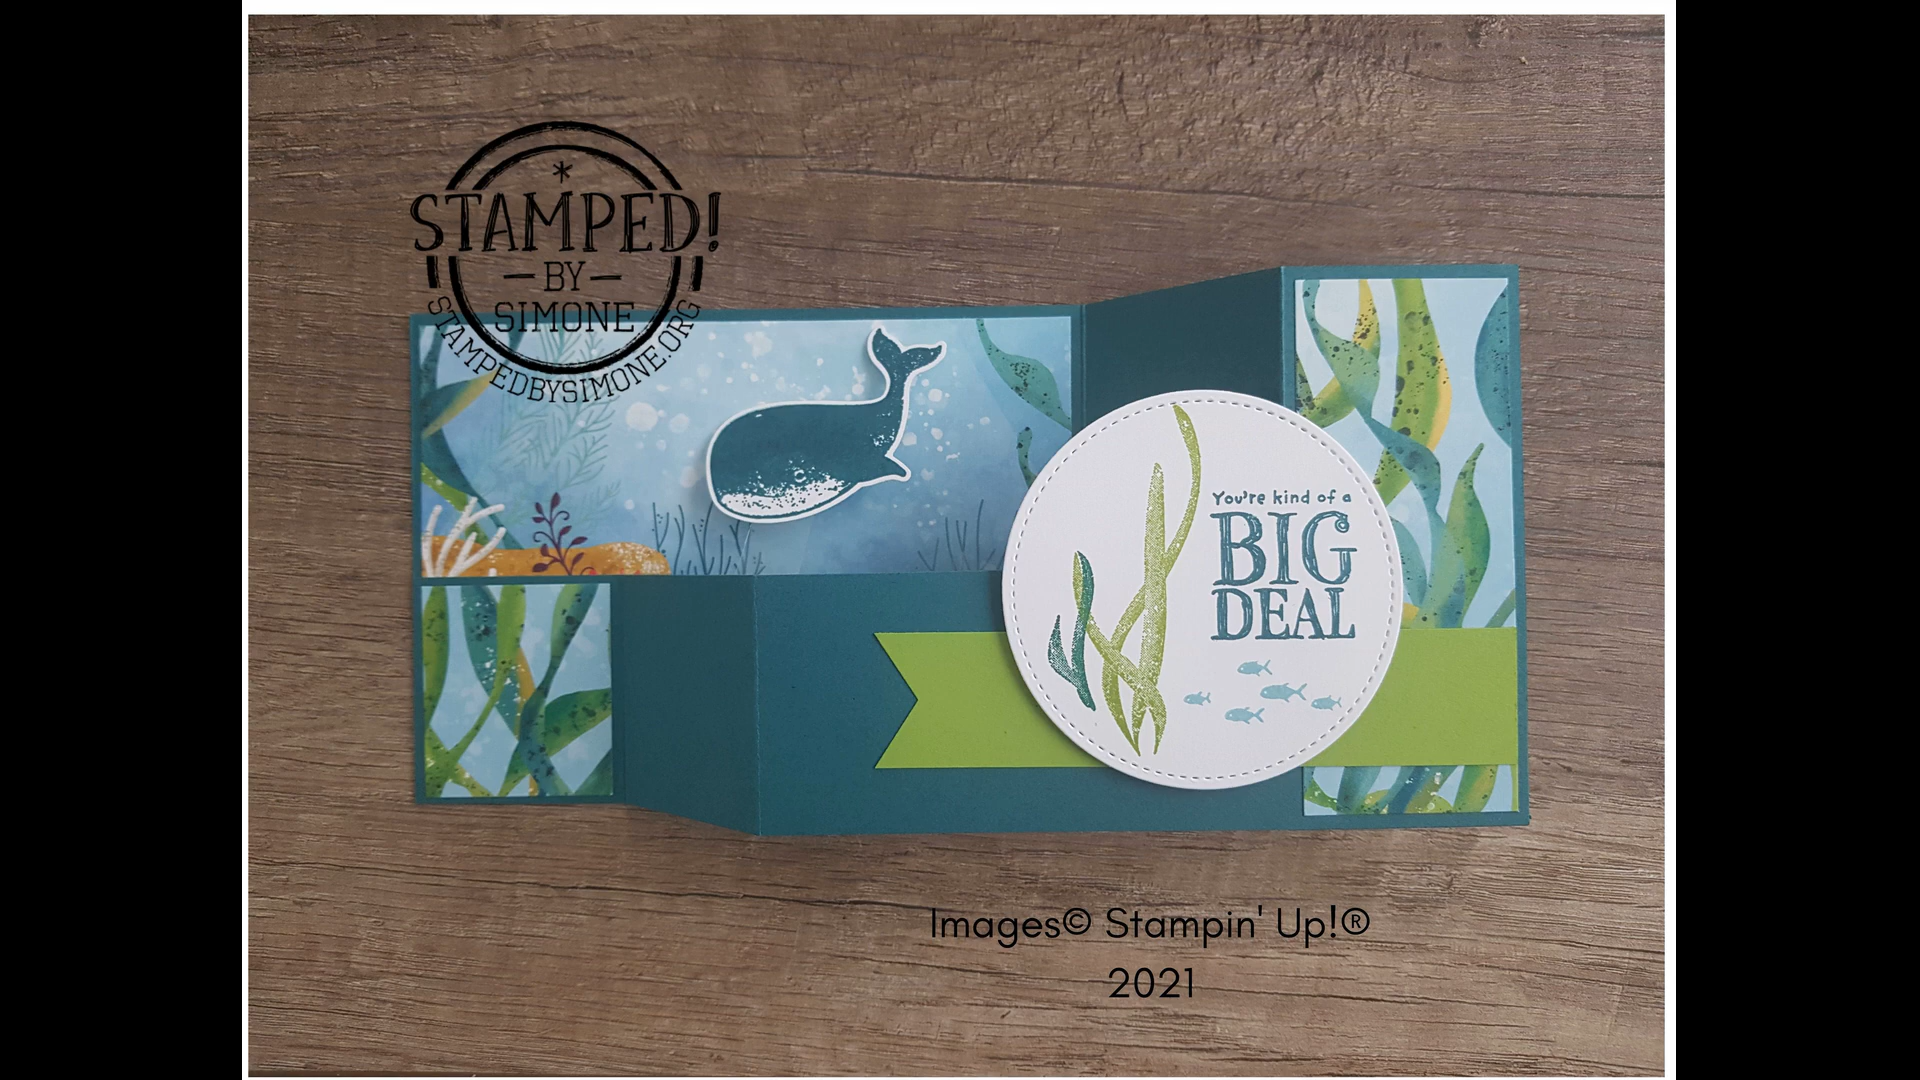 STAMPED!
BY
SIMONE
STAMPEDBYSIMONE.ORG
You're kind of a
BIG
DEAL
Images© Stampin' Up!®
2021